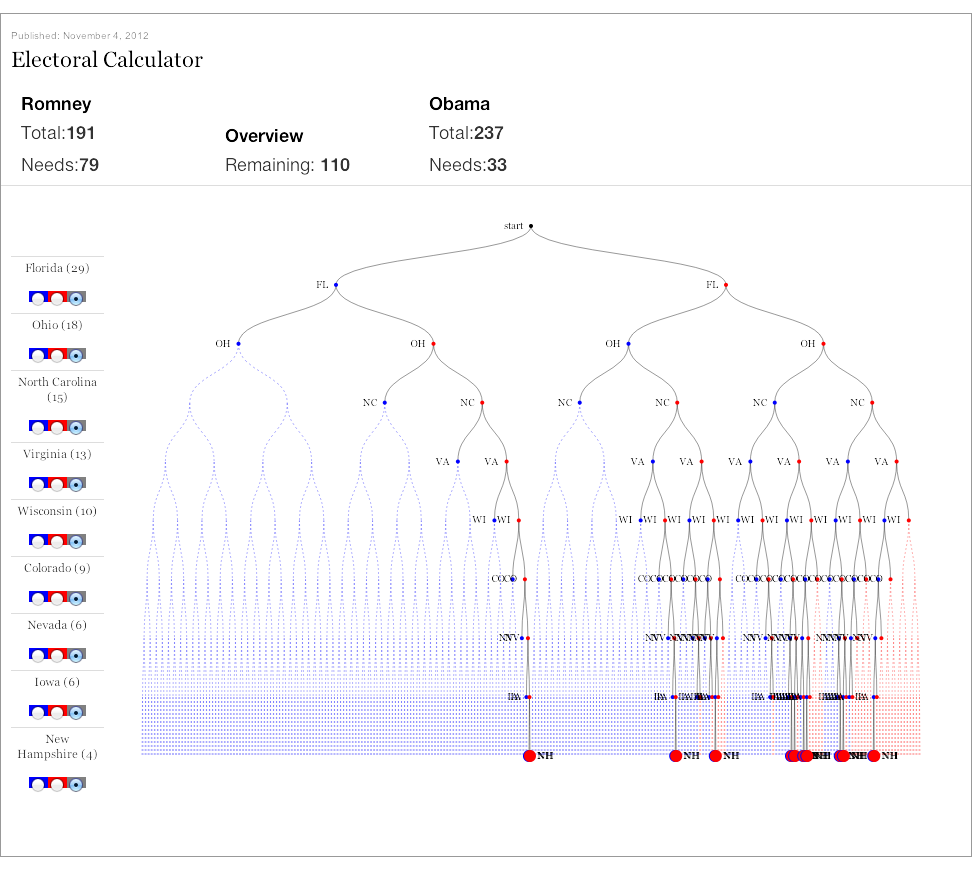 Published: November 4, 2012
Electoral Calculator
Romney
Total:191
Needs:79
Overview
Remaining: 110
Obama
Total:237
Needs:33
Florida (29)
Ohio (18)
North Carolina
(15)
Virginia (13)
Wisconsin (10)
Colorado (9)
Nevada (6)
Iowa (6)
New
Hampshire (4)
start
FL FL
OH OH OH OH
NC NC NC NC NC NC
VA VA VA VA VA VA VA VA
WI WI WI WI WI WI WI WI WI WI WI WI
NH NH NH NH